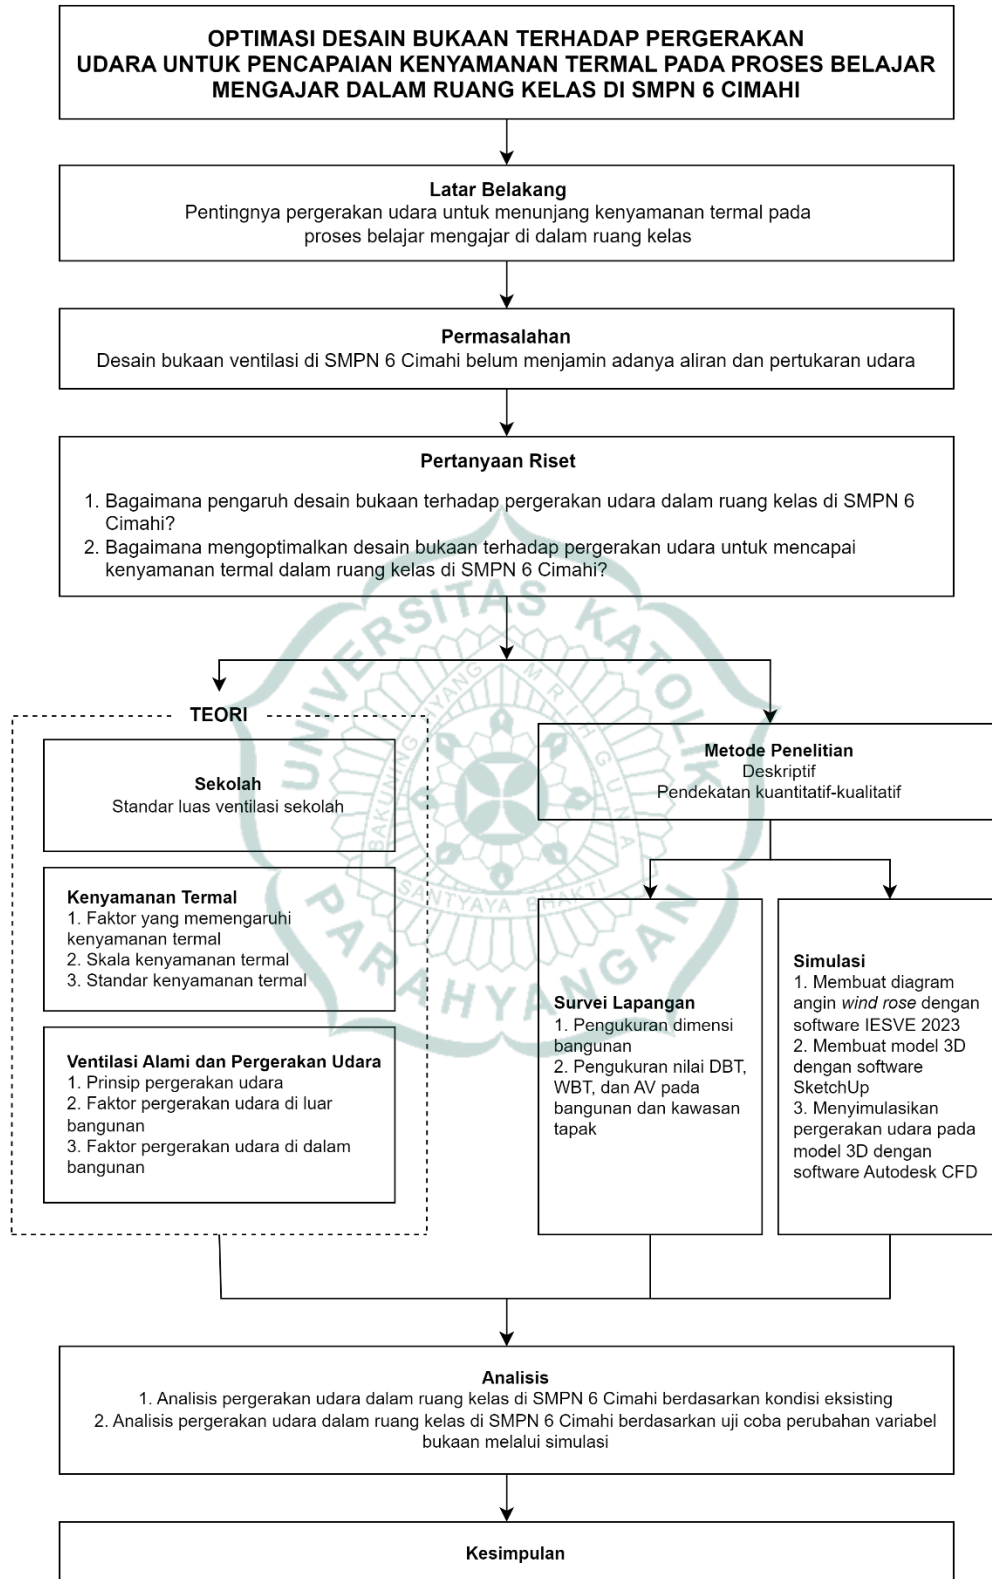 OPTIMASI DESAIN BUKAAN TERHADAP PERGERAKAN
UDARA UNTUK PENCAPAIAN KENYAMANAN TERMAL PADA PROSES BELAJAR
MENGAJAR DALAM RUANG KELAS DI SMPN 6 CIMAHI
Latar Belakang
Pentingnya pergerakan udara untuk menunjang kenyamanan termal pada
proses belajar mengajar di dalam ruang kelas
Permasalahan
Desain bukaan ventilasi di SMPN 6 Cimahi belum menjamin adanya aliran dan pertukaran udara
Pertanyaan Riset
1. Bagaimana pengaruh desain bukaan terhadap pergerakan udara dalam ruang kelas di SMPN 6
Cimahi?
2. Bagaimana mengoptimalkan desain bukaan terhadap pergerakan udara untuk mencapai
kenyamanan termal dalam ruang kelas di SMPN 6 Cimahi?
UNIVERSITAS KATOLIK
PARAHYANGAN
BAKUNING HYANG MRIH GUNA
SANTYAYA BHAKTI
TEORI
Sekolah
Standar luas ventilasi sekolah
Kenyamanan Termal
1. Faktor yang memengaruhi
kenyamanan termal
2. Skala kenyamanan termal
3. Standar kenyamanan termal
Ventilasi Alami dan Pergerakan Udara
1. Prinsip pergerakan udara
2. Faktor pergerakan udara di luar
bangunan
3. Faktor pergerakan udara di dalam
bangunan
Metode Penelitian
Deskriptif
Pendekatan kuantitatif-kualitatif
Survei Lapangan
1. Pengukuran dimensi
bangunan
2. Pengukuran nilai DBT,
WBT, dan AV pada
bangunan dan kawasan
tapak
Simulasi
1. Membuat diagram
angin wind rose dengan
software IESVE 2023
2. Membuat model 3D
dengan software
SketchUp
3. Menyimulasikan
pergerakan udara pada
model 3D dengan
software Autodesk CFD
Analisis
1. Analisis pergerakan udara dalam ruang kelas di SMPN 6 Cimahi berdasarkan kondisi eksisting
2. Analisis pergerakan udara dalam ruang kelas di SMPN 6 Cimahi berdasarkan uji coba perubahan variabel
bukaan melalui simulasi
Kesimpulan